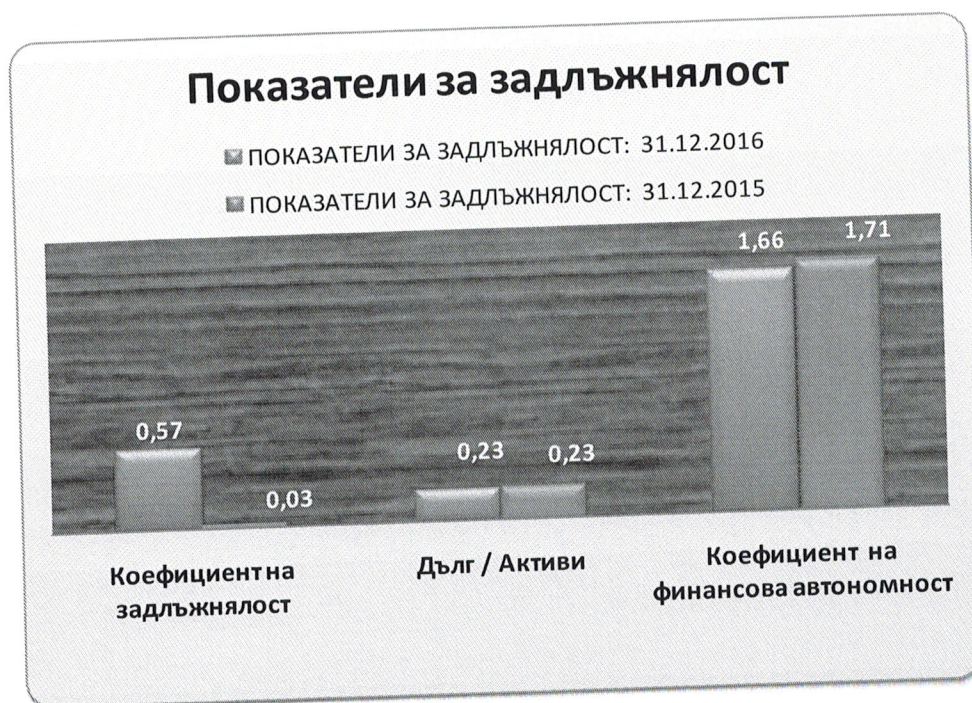 Показатели за задлъжнялост
ПОКАЗАТЕЛИ ЗА ЗАДЛЪЖНЯЛОСТ: 31.12.2016
ПОКАЗАТЕЛИ ЗА ЗАДЛЪЖНЯЛОСТ: 31.12.2015
1,66 1,71
0,57
0,23 0,23
0,03
Коефициент на
задлъжнялост
Дълг / Активи
Коефициент на
финансова автономност